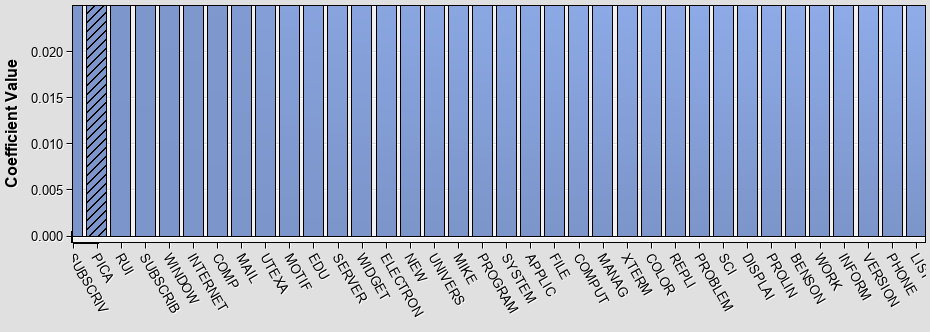 Coefficient Value
0.020
0.015
0.010
0.005
0.000
SUBSCRIV
PICA
RUI
SUBSCRIB
WINDOW
INTERNET
COMP
MAIL
UTEXA
MOTIF
EDU
SERVER
WIDGET
ELECTRON
NEW
UNIVERS
MIKE
PROGRAM
SYSTEM
APPLIC
FILE
COMPUT
MANAG
XTERM
COLOR
REPLI
PROBLEM
SCI
DISPLAI
PROLIN
BENSON
WORK
INFORM
VERSION
PHONE